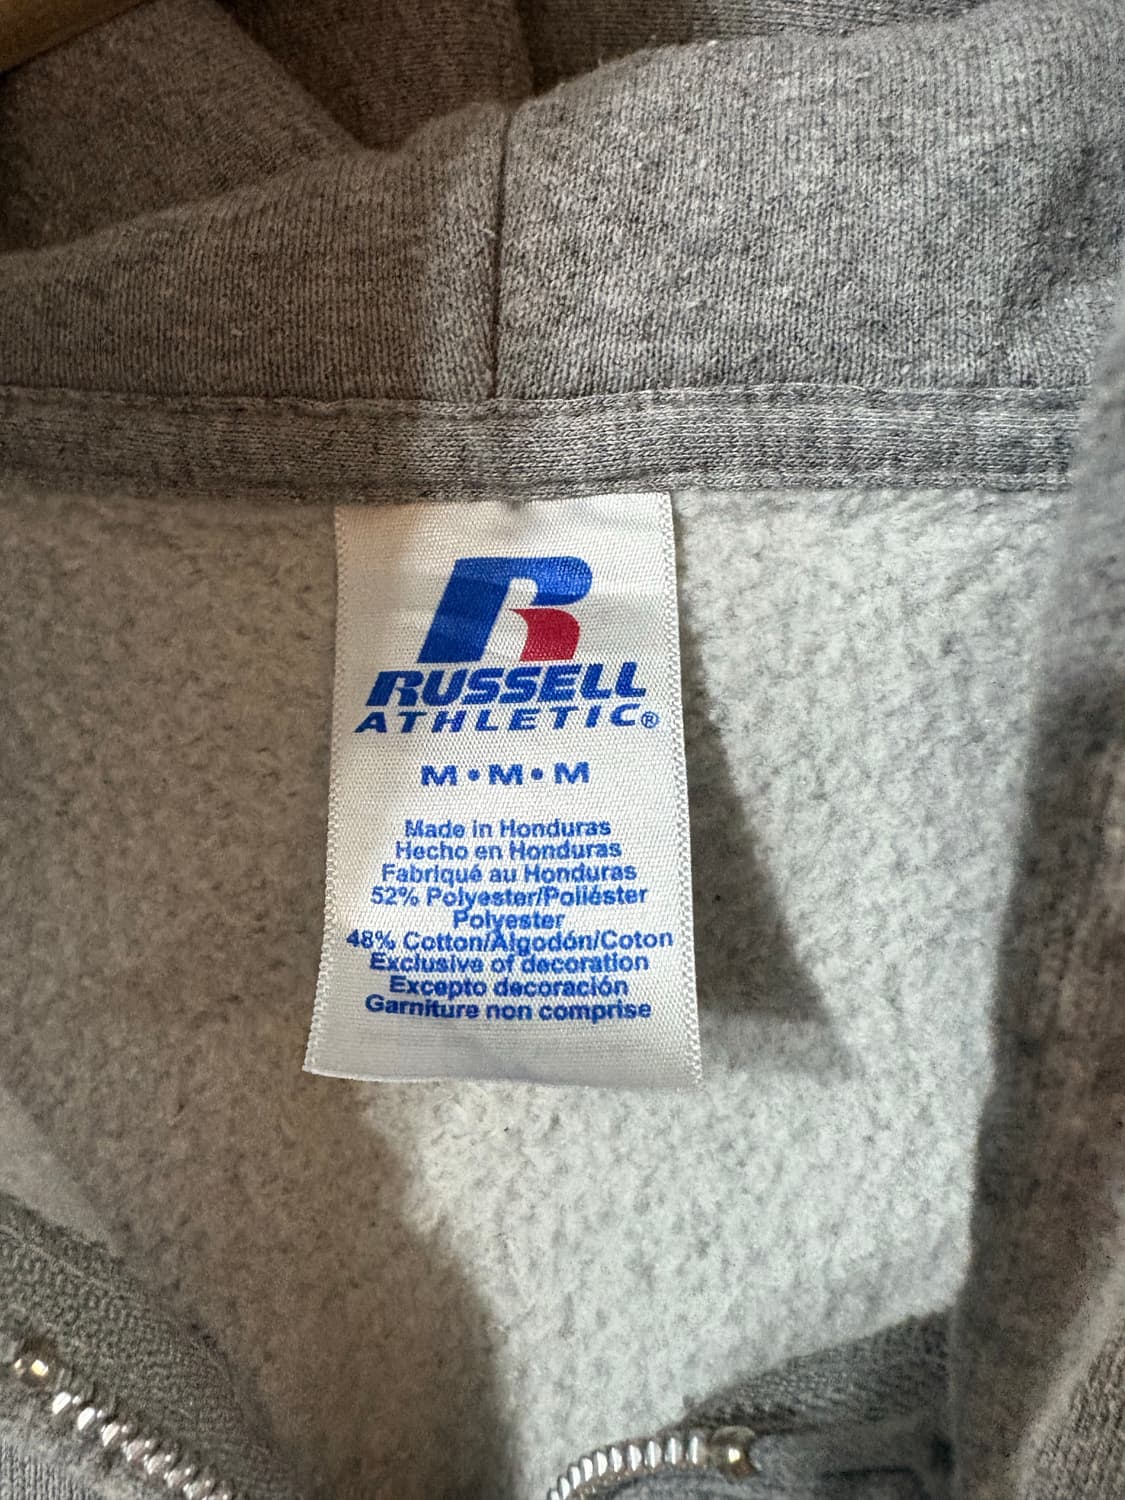 R
RUSSELL
ATHLETIC®
M • M • M
Made in Honduras
Hecho en Honduras
Fabriqué au Honduras
52% Polyester/Poliéster
Polyester
48% Cotton/Algodón/Coton
Exclusive of decoration
Excepto decoración
Garniture non comprise